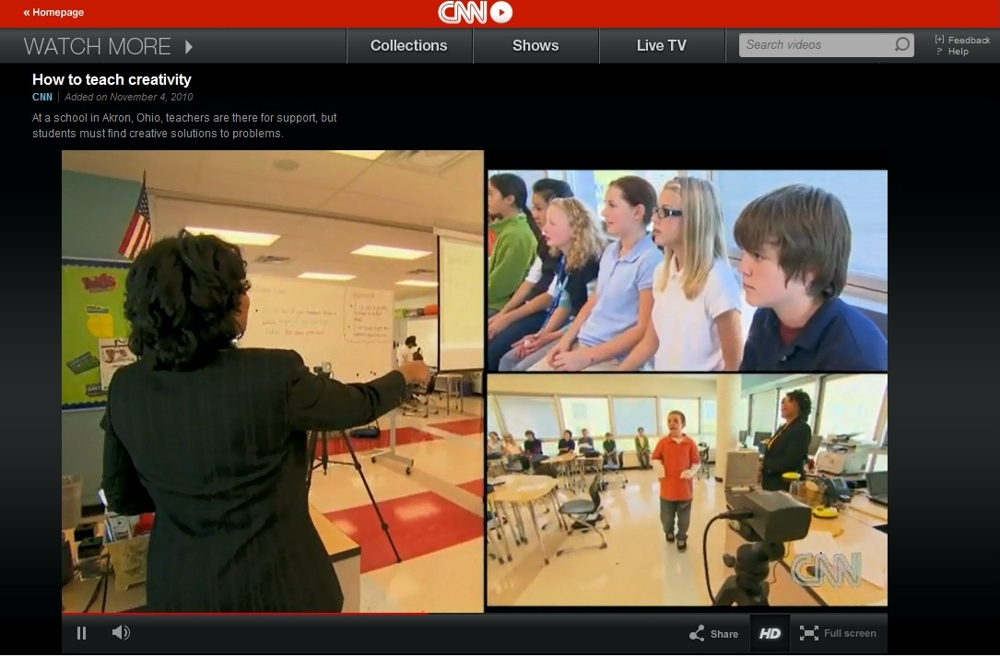 « Homepage
CNN
WATCH MORE
Collections
Shows
Live TV
Search videos
[+] Feedback
? Help
How to teach creativity
CNN | Added on November 4, 2010
At a school in Akron, Ohio, teachers are there for support, but
students must find creative solutions to problems.
CNN
Share
HD
Full screen